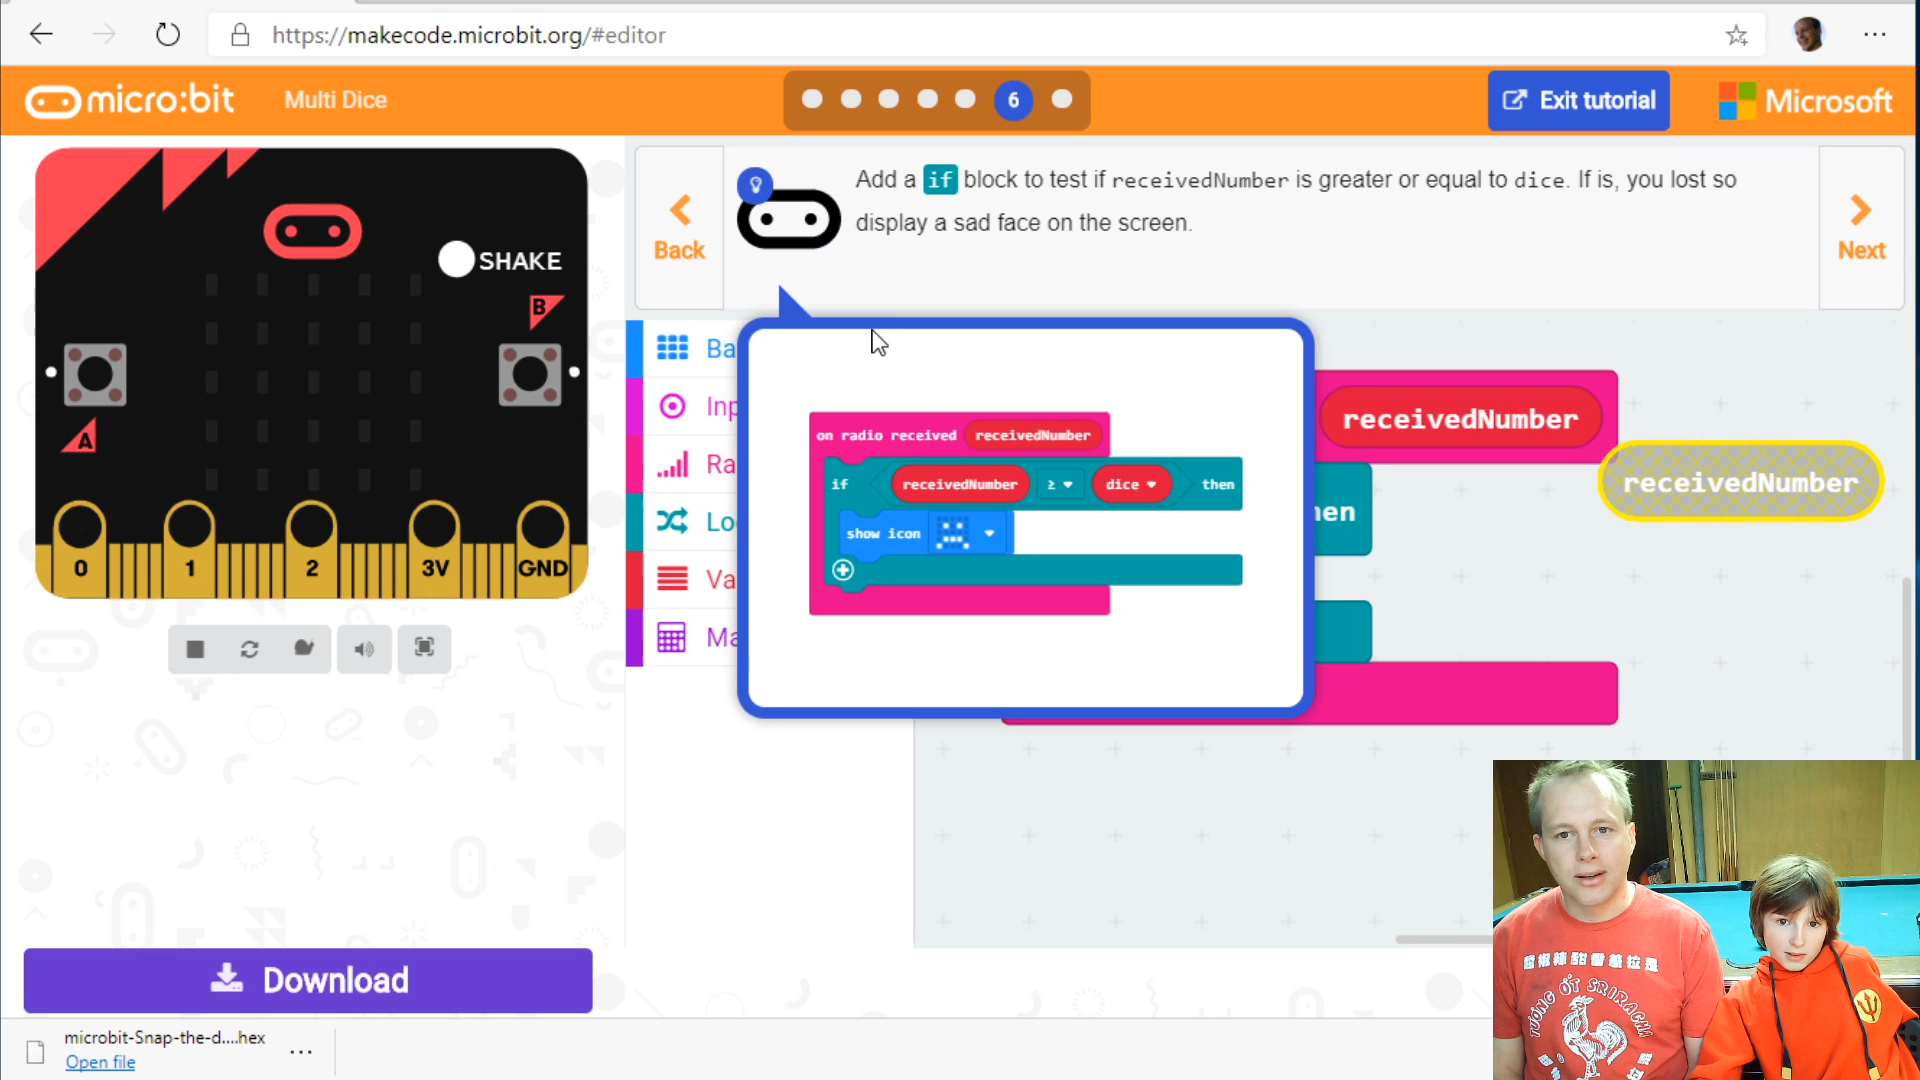 https://makecode.microbit.org/#editor
micro:bit
Multi Dice
6
Exit tutorial
Microsoft
SHAKE
B
A
0 1 2 3V GND
Back
Add a if block to test if receivedNumber is greater or equal to dice. If is, you lost so
display a sad face on the screen.
Next
Ba
Inp
Ra
Lo
Va
Ma
on radio received receivedNumber
if receivedNumber ≥ dice then
show icon
receivedNumber
receivedNumber
hen
Download
microbit-Snap-the-d....hex
Open file
TUONG OT SRIRACHA